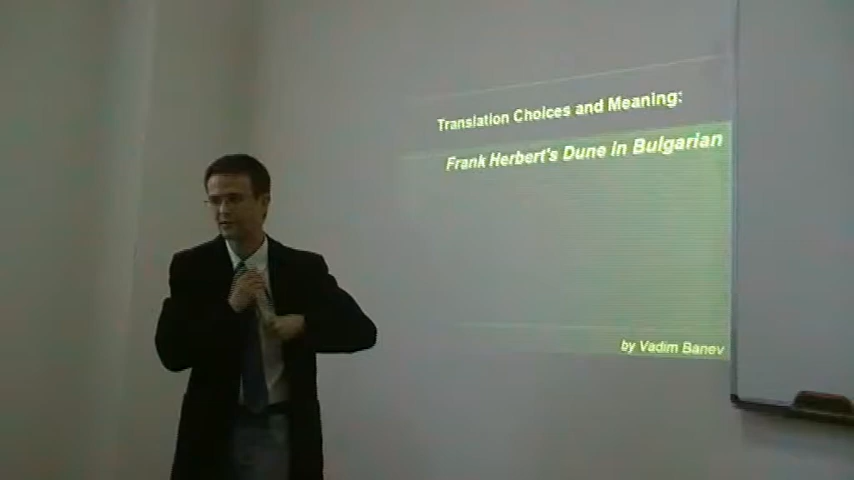 Translation Choices and Meaning:
Frank Herbert's Dune in Bulgarian
by Vadim Banev